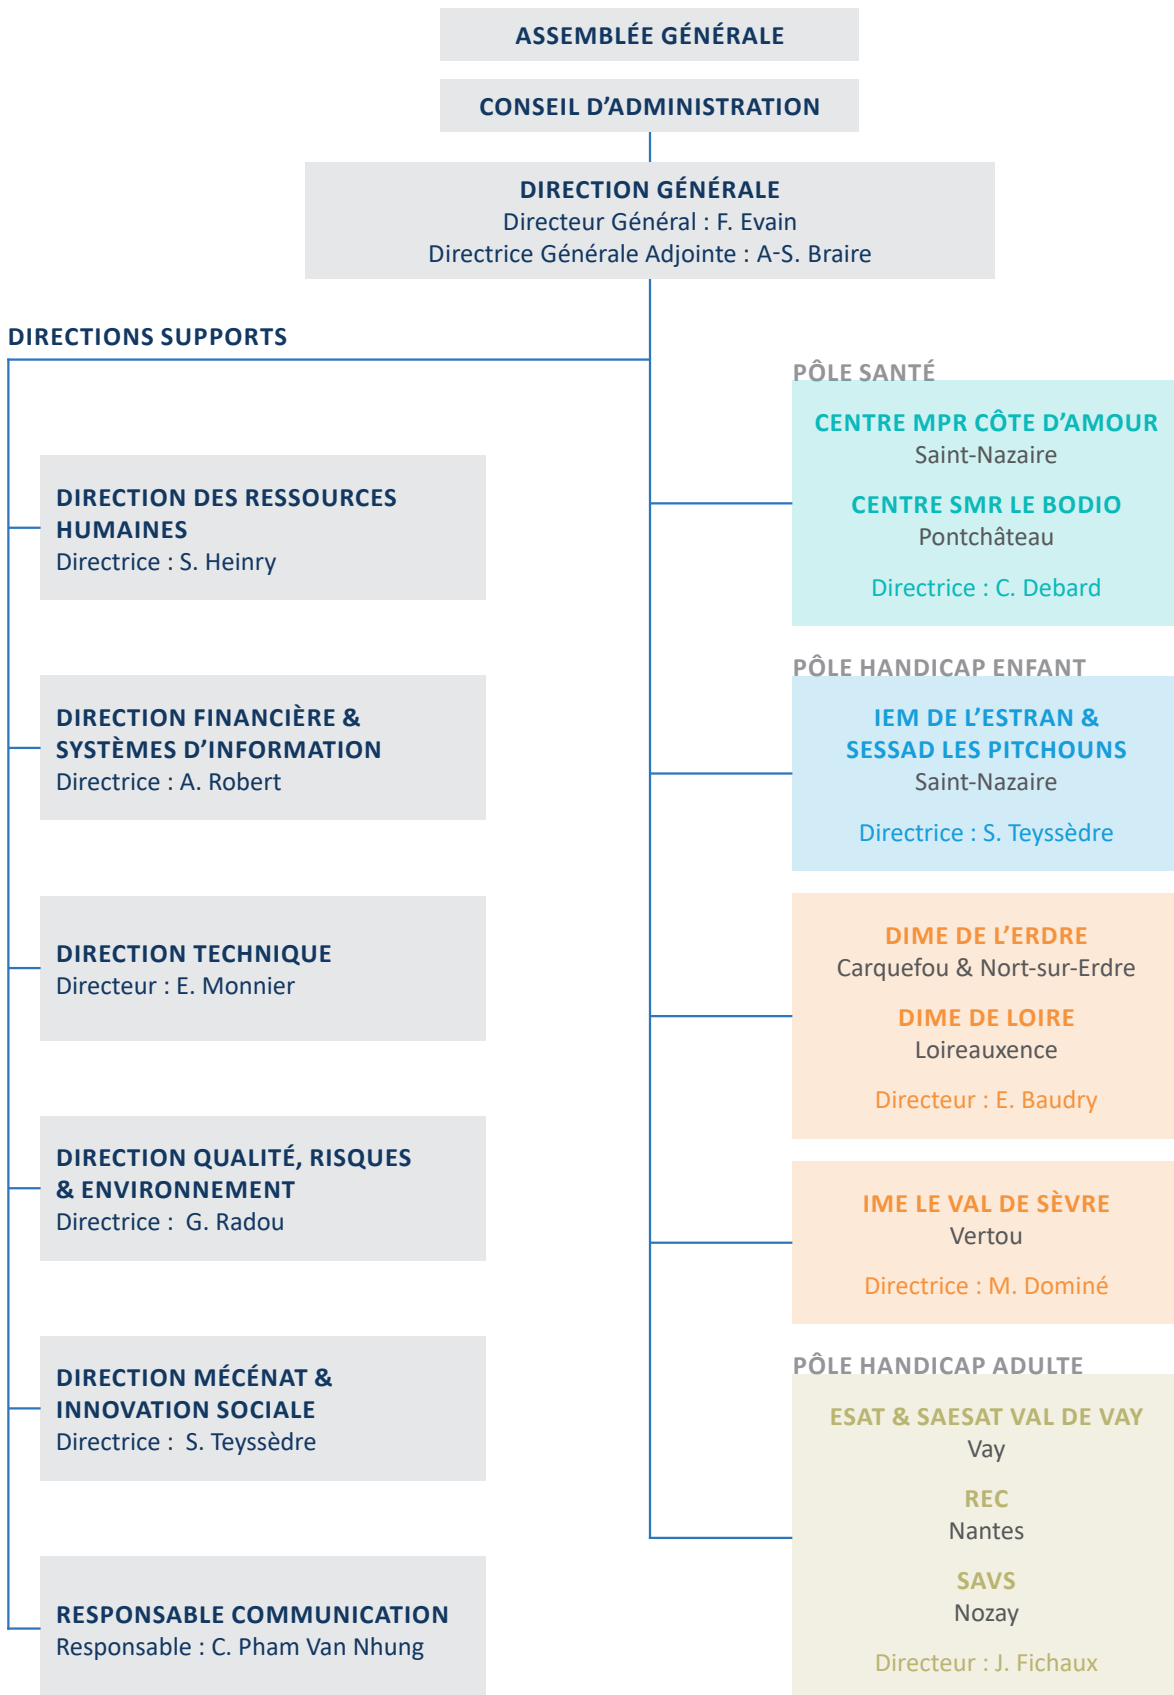 ASSEMBLÉE GÉNÉRALE
CONSEIL D’ADMINISTRATION
DIRECTION GÉNÉRALE
Directeur Général : F. Evain
Directrice Générale Adjointe : A-S. Braire
DIRECTIONS SUPPORTS
DIRECTION DES RESSOURCES
HUMAINES
Directrice : S. Heinry
DIRECTION FINANCIÈRE &
SYSTÈMES D’INFORMATION
Directrice : A. Robert
DIRECTION TECHNIQUE
Directeur : E. Monnier
DIRECTION QUALITÉ, RISQUES
& ENVIRONNEMENT
Directrice :  G. Radou
DIRECTION MÉCÉNAT &
INNOVATION SOCIALE
Directrice :  S. Teyssèdre
RESPONSABLE COMMUNICATION
Responsable : C. Pham Van Nhung
PÔLE SANTÉ
CENTRE MPR CÔTE D’AMOUR
Saint-Nazaire
CENTRE SMR LE BODIO
Pontchâteau
Directrice : C. Debard
PÔLE HANDICAP ENFANT
IEM DE L’ESTRAN &
SESSAD LES PITCHOUNS
Saint-Nazaire
Directrice : S. Teyssèdre
DIME DE L’ERDRE
Carquefou & Nort-sur-Erdre
DIME DE LOIRE
Loireauxence
Directeur : E. Baudry
IME LE VAL DE SÈVRE
Vertou
Directrice : M. Dominé
PÔLE HANDICAP ADULTE
ESAT & SAESAT VAL DE VAY
Vay
REC
Nantes
SAVS
Nozay
Directeur : J. Fichaux